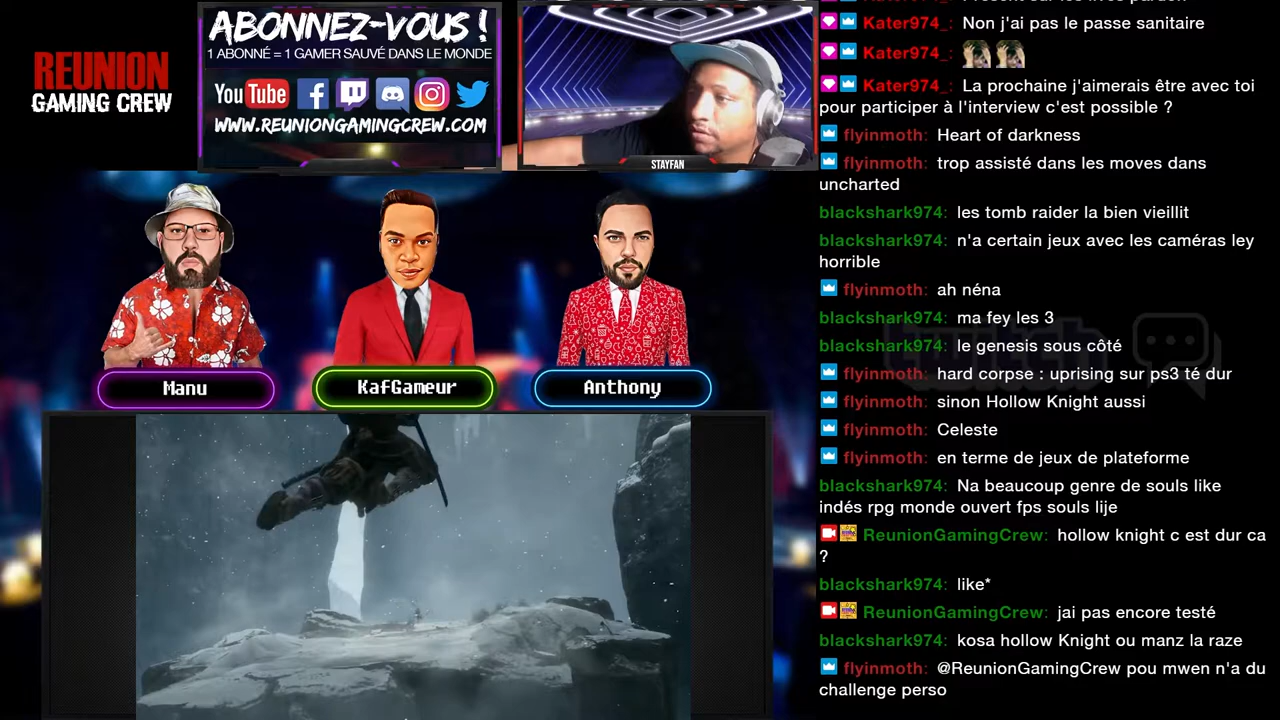 REUNION
GAMING CREW
ABONNEZ-VOUS !
1 ABONNÉ = 1 GAMER SAUVÉ DANS LE MONDE
YouTube
WWW.REUNIONGAMINGCREW.COM
STAYFAN
Manu
KafGameur
Anthony
Kater974_: Non j'ai pas le passe sanitaire
Kater974_:
Kater974_: La prochaine j'aimerais être avec toi
pour participer à l'interview c'est possible ?
flyinmoth: Heart of darkness
flyinmoth: trop assisté dans les moves dans
uncharted
blackshark974: les tomb raider la bien vieillit
blackshark974: n'a certain jeux avec les caméras ley
horrible
flyinmoth: ah néna
blackshark974: ma fey les 3
blackshark974: le genesis sous côté
flyinmoth: hard corpse : uprising sur ps3 té dur
flyinmoth: sinon Hollow Knight aussi
flyinmoth: Celeste
flyinmoth: en terme de jeux de plateforme
blackshark974: Na beaucoup genre de souls like
indés rpg monde ouvert fps souls lije
ReunionGamingCrew: hollow knight c est dur ca
?
blackshark974: like*
ReunionGamingCrew: jai pas encore testé
blackshark974: kosa hollow Knight ou manz la raze
flyinmoth: @ReunionGamingCrew pou mwen n'a du
challenge perso